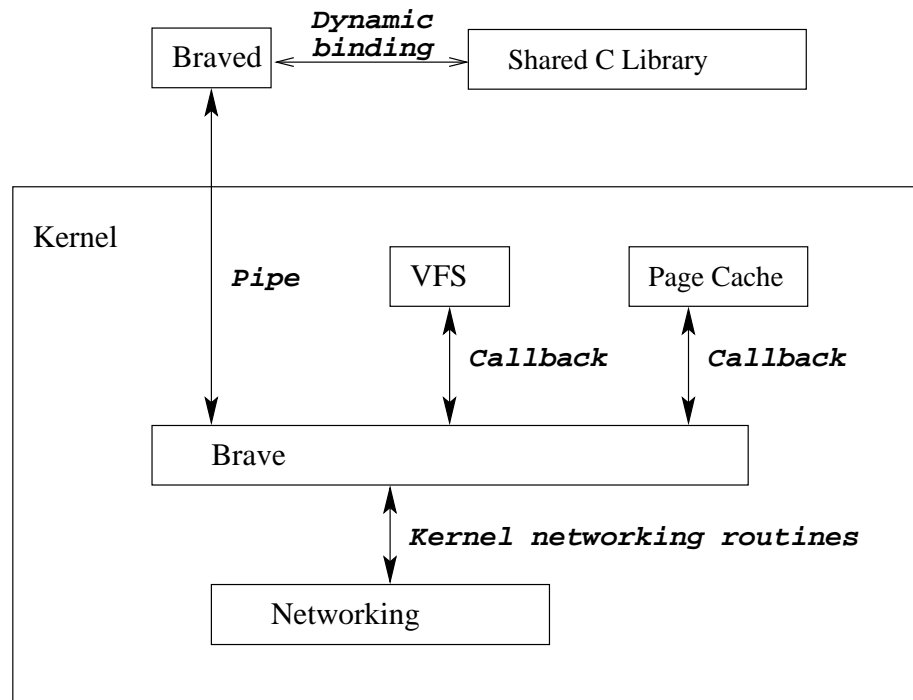 Dynamic
binding
Braved
Shared C Library
Kernel
Pipe
VFS
Page Cache
Callback
Callback
Brave
Kernel networking routines
Networking